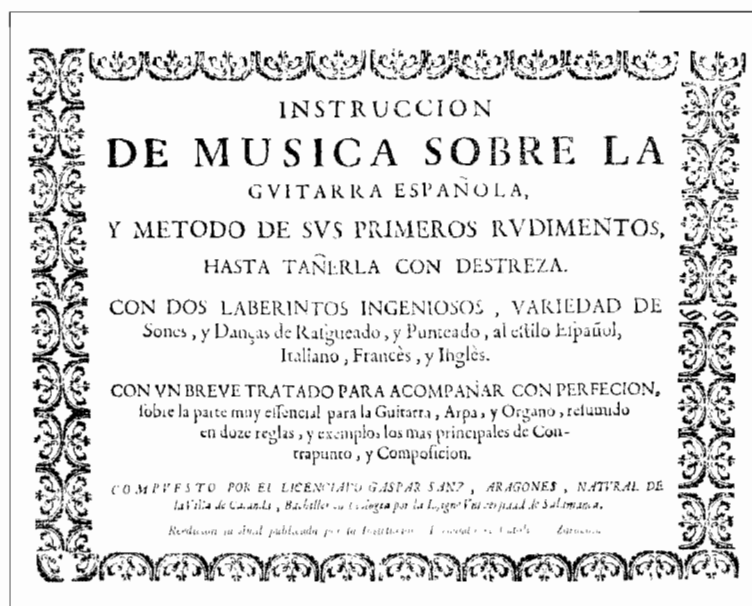 INSTRUCCION
DE MUSICA SOBRE LA
GVITARRA ESPAÑOLA,
Y METODO DE SVS PRIMEROS RVDIMENTOS,
HASTA TAÑERLA CON DESTREZA.
CON DOS LABERINTOS INGENIOSOS, VARIEDAD DE
Sones, y Danças de Rasgueado, y Punteado, al estilo Español,
Italiano, Francès, y Inglès.
CON VN BREVE TRATADO PARA ACOMPAÑAR CON PERFECION,
sobre la parte muy essencial para la Guitarra, Arpa, y Organo, resumido
en doze reglas, y exemplos los mas principales de Con-
trapunto, y Composicion.
COMPVESTO POR EL LICENCIADO GASPAR SANZ, ARAGONES, NATVRAL DE
la Villa de Calanda, Bachiller en Teologia por la Insigne Vniversidad de Salamanca.
publicada por la